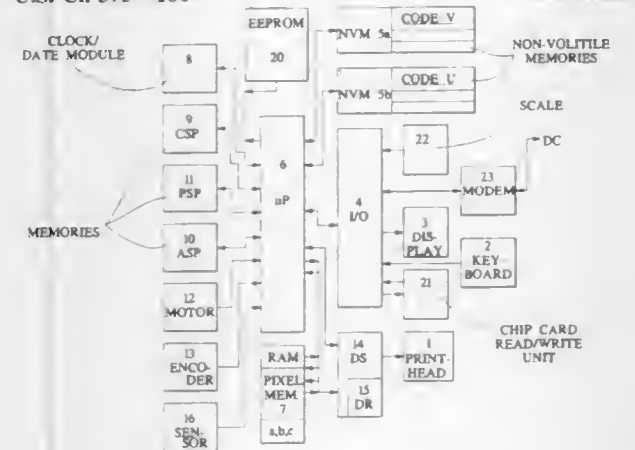 U.S. Cl.
CLOCK/
DATE MODULE
8
EEPROM
20
NVM 5a
CODE V
NON-VOLITILE
MEMORIES
NVM 5b
CODE U
9
CSP
11
PSP
MEMORIES
10
ASP
12
MOTOR
13
ENCO-
DER
16
SEN-
SOR
6
µP
4
I/O
SCALE
22
DC
23
MODEM
3
DIS-
PLAY
2
KEY
BOARD
21
CHIP CARD
READ/WRITE
UNIT
RAM
PIXEL
MEM.
7
a,b,c
14
DS
15
DR
1
PRINT-
HEAD